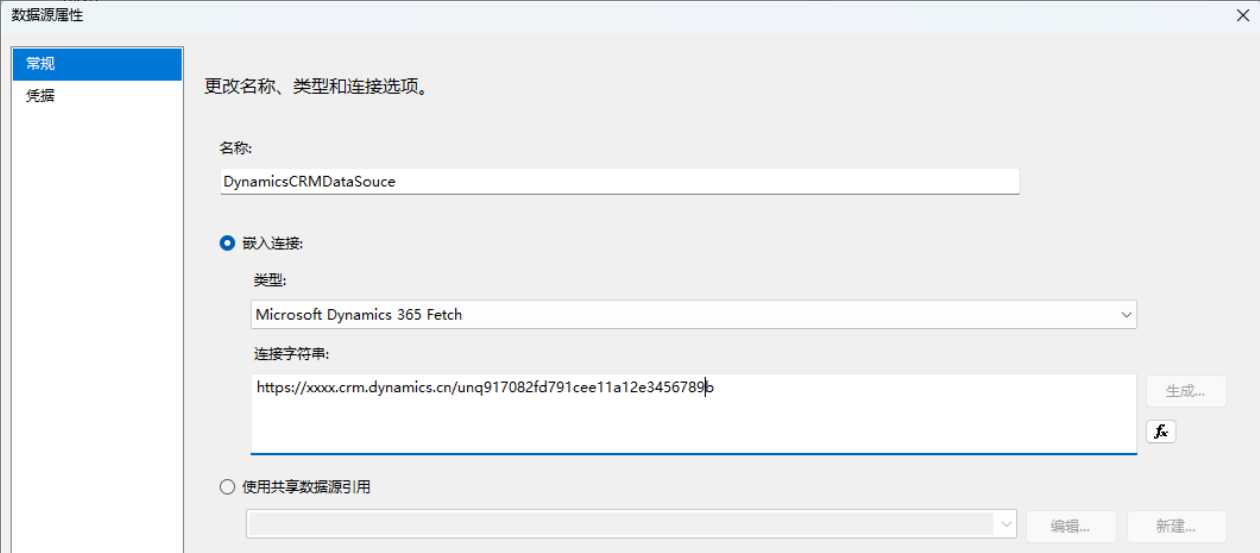 数据源属性
常规
凭据
更改名称、类型和连接选项。
名称:
DynamicsCRMDataSouce
嵌入连接:
类型:
Microsoft Dynamics 365 Fetch
连接字符串:
https://xxxx.crm.dynamics.cn/unq917082fd791cee11a12e3456789b
生成...
fx
使用共享数据源引用
编辑...
新建...